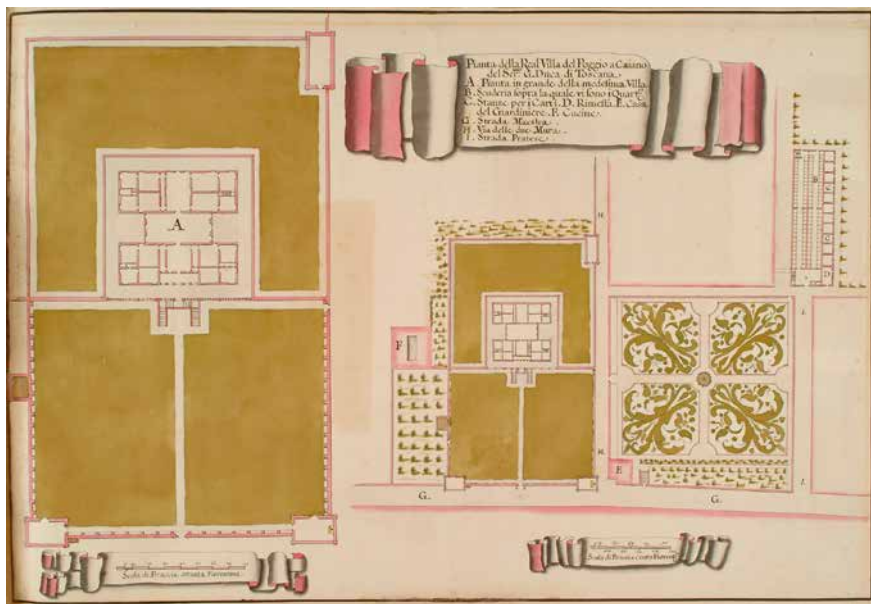 Pianta della Real Villa del Poggio a Caiano
del Ser.º G. Duca di Toscana.
A. Pianta in grande della medesima Villa.
B. Scuderia sopra la quale vi sono i Quart.
C. Stanze per i Carri. D. Rimessa. E. Casa
del Giardiniere. F. Cucine.
G. Strada Maestra.
H. Via delle due Mura.
I. Strada Pratese.
A
H
B
C
C
D
I
F
H
E
I
G.
G.
Scala di Braccia Fiorentine
Scala di Braccia cento